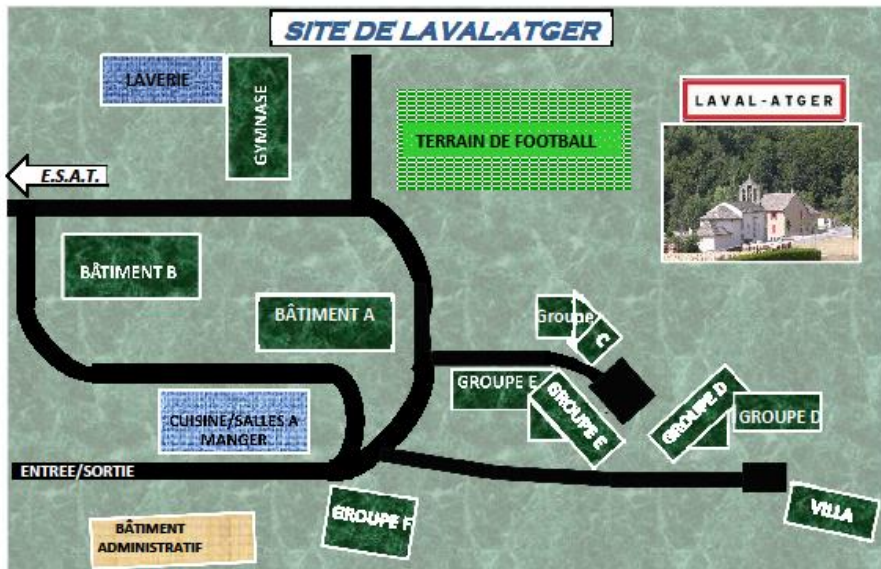 SITE DE LAVAL-ATGER
LAVERIE
GYMNASE
TERRAIN DE FOOTBALL
LAVAL-ATGER
E.S.A.T.
BÂTIMENT B
BÂTIMENT A
Groupe
C
GROUPE E
GROUPE E
GROUPE D
GROUPE D
CUISINE/SALLES A
MANGER
ENTREE/SORTIE
GROUPE F
VILLA
BÂTIMENT
ADMINISTRATIF